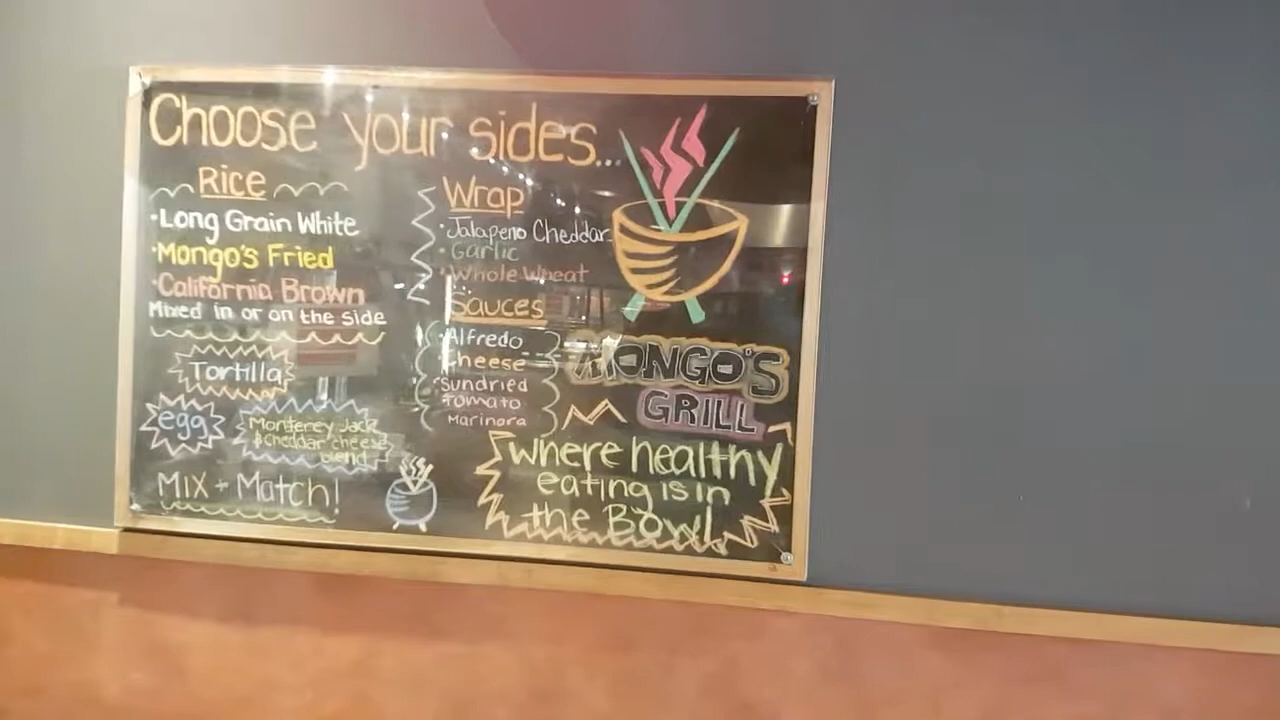 Choose your sides...
Rice
·Long Grain White
·Mongo's Fried
·California Brown
Mixed in or on the side
Tortilla
egg
Monterey Jack
& Cheddar cheese
blend
Mix + Match!
Wrap
·Jalapeno Cheddar
·Garlic
·Whole Wheat
Sauces
·Alfredo
·Cheese
·Sundried
Tomato
Marinara
MONGO'S
GRILL
Where healthy
eating is in
the Bowl